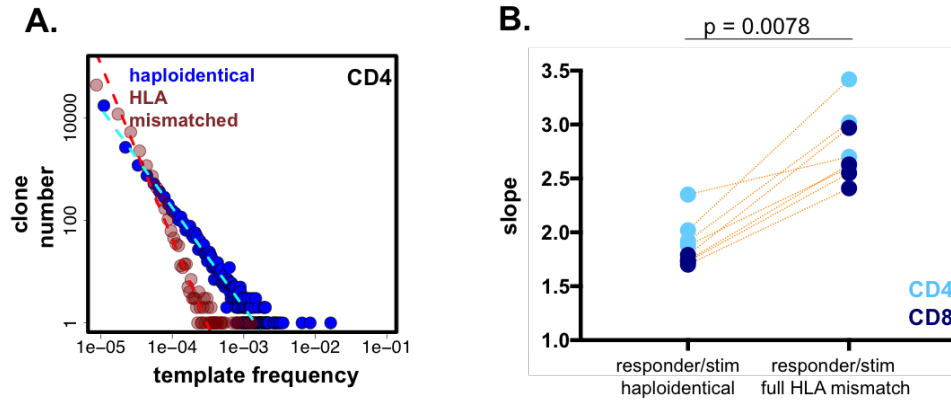 A.
haploidentical
HLA
mismatched
CD4
clone
number
10000
100
1
1e−05
1e−04
1e−03
1e−02
1e−01
template frequency
B.
p = 0.0078
slope
3.5
3.0
2.5
2.0
1.5
1.0
CD4
CD8
responder/stim
haploidentical
responder/stim
full HLA mismatch